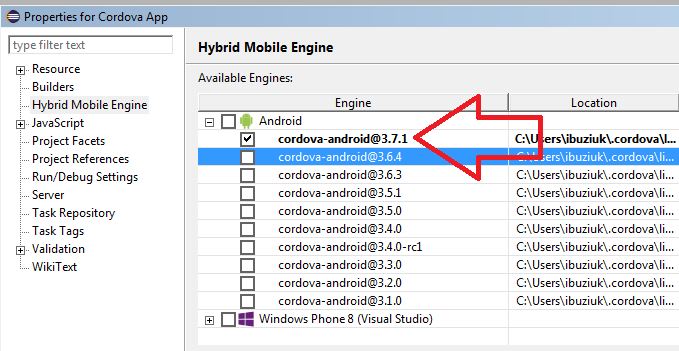 Properties for Cordova App
type filter text
Resource
Builders
Hybrid Mobile Engine
JavaScript
Project Facets
Project References
Run/Debug Settings
Server
Task Repository
Task Tags
Validation
WikiText
Hybrid Mobile Engine
Available Engines:
Engine Location
Android
cordova-android@3.7.1 C:\Users\ibuziuk\.cordova\l...
cordova-android@3.6.4 C:\Users\ibuziuk\.cordova\li...
cordova-android@3.6.3 C:\Users\ibuziuk\.cordova\li...
cordova-android@3.5.1 C:\Users\ibuziuk\.cordova\li...
cordova-android@3.5.0 C:\Users\ibuziuk\.cordova\li...
cordova-android@3.4.0 C:\Users\ibuziuk\.cordova\li...
cordova-android@3.4.0-rc1 C:\Users\ibuziuk\.cordova\li...
cordova-android@3.3.0 C:\Users\ibuziuk\.cordova\li...
cordova-android@3.2.0 C:\Users\ibuziuk\.cordova\li...
cordova-android@3.1.0 C:\Users\ibuziuk\.cordova\li...
Windows Phone 8 (Visual Studio)